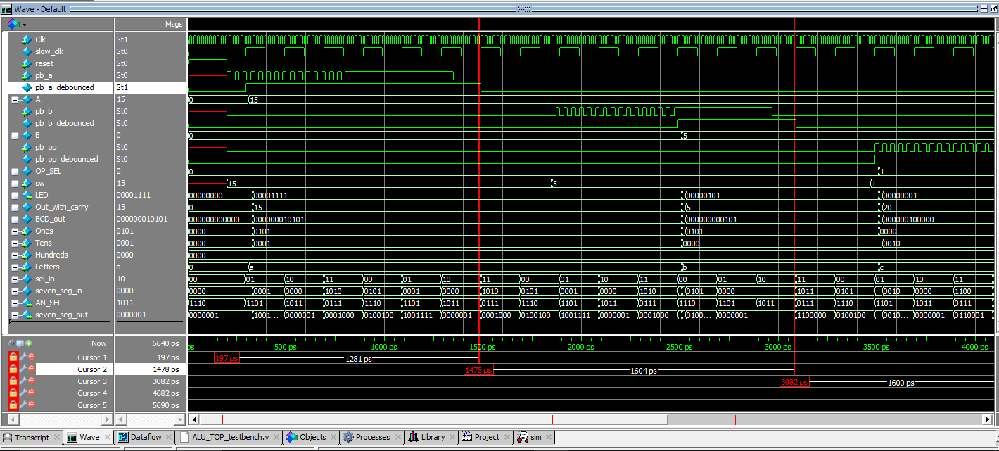 Wave - Default
Msgs
Clk St1
slow_clk St0
reset St0
pb_a St0
pb_a_debounced St1
A 15 0 15
pb_b St0
pb_b_debounced St0
B 0 0 5
pb_op St0
pb_op_debounced St0
OP_SEL 0 0 1
sw 15 15 5 1
LED 00001111 00000000 00001111 00000101 00000001
Out_with_carry 15 0 15 5 20
BCD_out 000000010101 000000000000 000000010101 000000000101 000000100000
Ones 0101 0000 0101 0101 0000
Tens 0001 0000 0001 0000 0010
Hundreds 0000 0000
Letters a 0 a b c
sel_in 10 00 01 10 11 00 01 10 11 00 01 10 11 00 01 10 11 00 01 10 11
seven_seg_in 0000 0000 0001 0000 1010 0101 0001 0000 1010 0101 0001 0000 1010 0101 0000 1011 0101 0010 0000 1100
AN_SEL 1011 1110 1101 1011 0111 1110 1101 1011 0111 1110 1101 1011 0111 1110 1101 1011 0111 1110 1101 1011 0111
seven_seg_out 0000001 0000001 1001... 0000001 0001000 0100100 1001111 0000001 0001000 0100100 1001111 0000001 0001000 0100... 0000001 1100000 0100100 0010... 0000001 0110001
Now 6640 ps ps 500 ps 1000 ps 1500 ps 2000 ps 2500 ps 3000 ps 3500 ps 4000 ps
Cursor 1 197 ps 197 ps 1281 ps
Cursor 2 1478 ps 1478 ps 1604 ps
Cursor 3 3082 ps 3082 ps 1600 ps
Cursor 4 4682 ps
Cursor 5 5690 ps
Transcript Wave Dataflow ALU_TOP_testbench.v Objects Processes Library Project sim